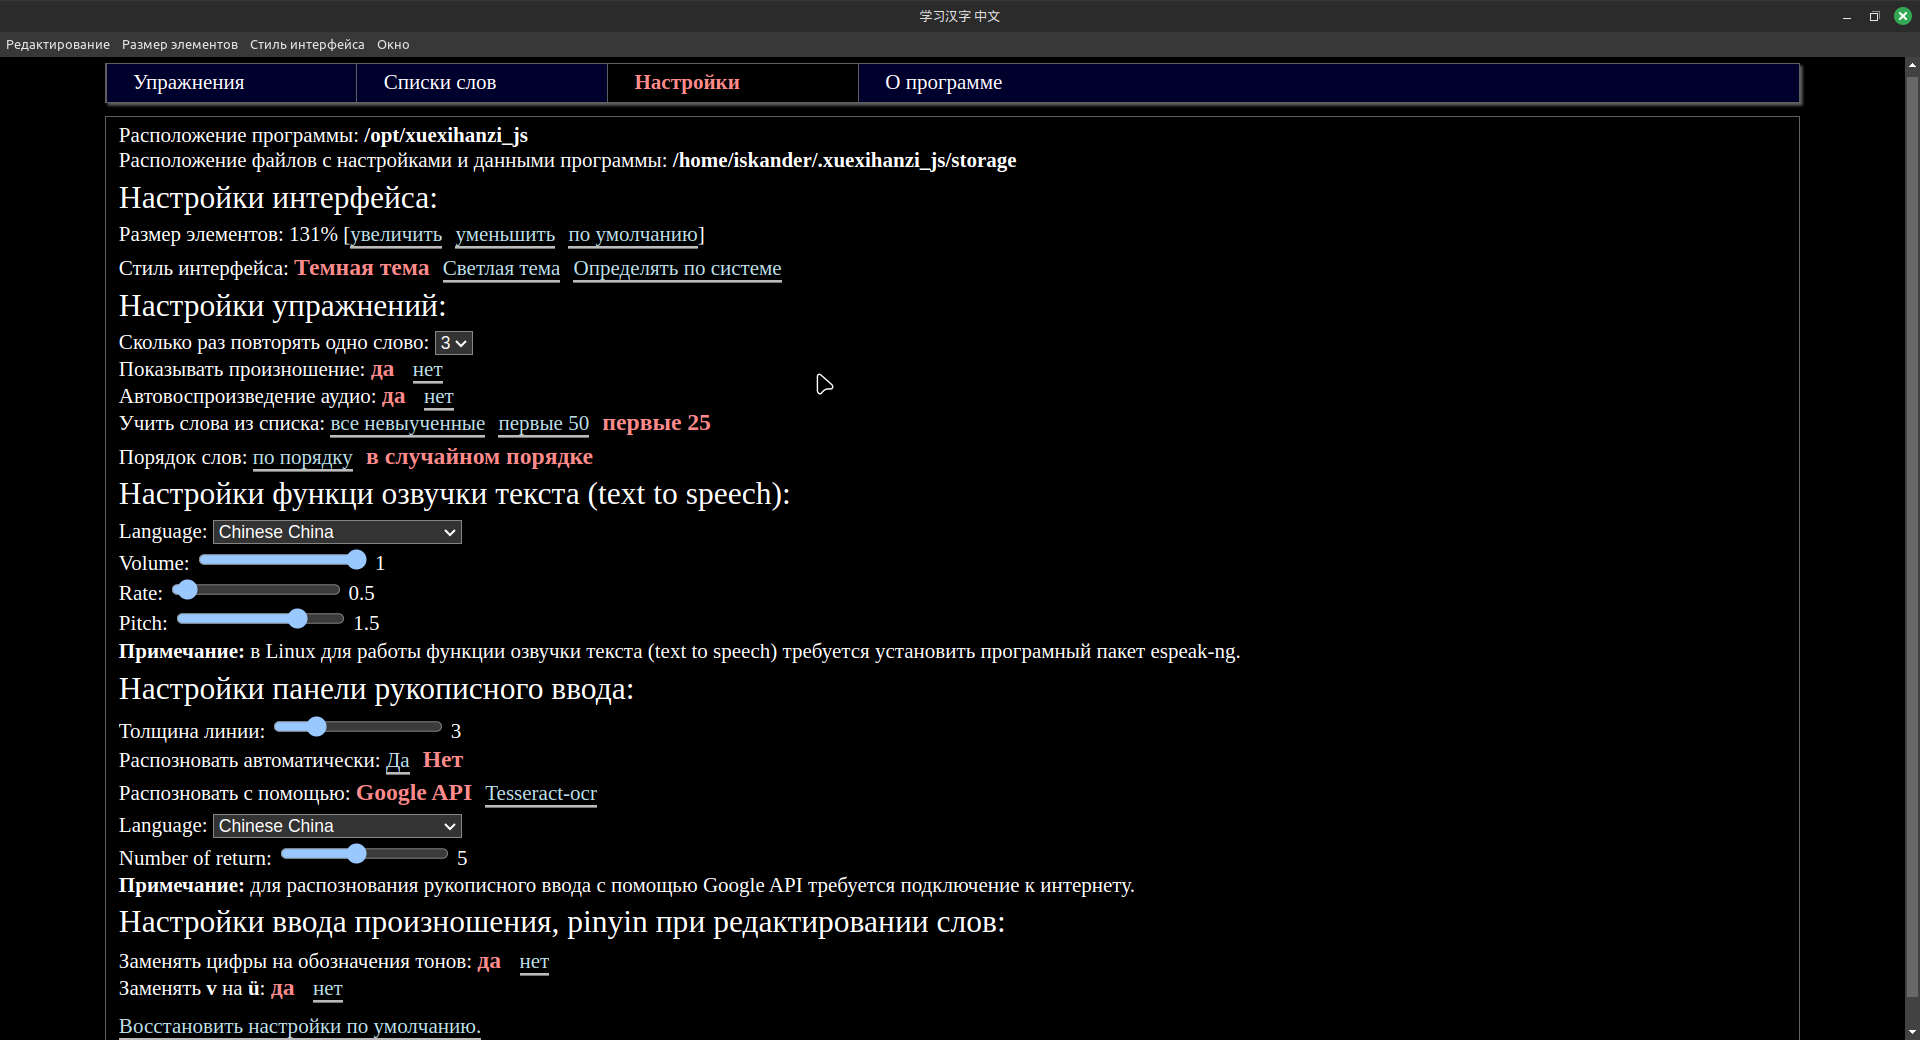 学习汉字 中文
Редактирование Размер элементов Стиль интерфейса Окно
Упражнения Списки слов Настройки О программе
Расположение программы: /opt/xuexihanzi_js
Расположение файлов с настройками и данными программы: /home/iskander/.xuexihanzi_js/storage
Настройки интерфейса:
Размер элементов: 131% [увеличить уменьшить по умолчанию]
Стиль интерфейса: Темная тема Светлая тема Определять по системе
Настройки упражнений:
Сколько раз повторять одно слово: 3
Показывать произношение: да нет
Автовоспроизведение аудио: да нет
Учить слова из списка: все невыученные первые 50 первые 25
Порядок слов: по порядку в случайном порядке
Настройки функци озвучки текста (text to speech):
Language: Chinese China
Volume: 1
Rate: 0.5
Pitch: 1.5
Примечание: в Linux для работы функции озвучки текста (text to speech) требуется установить програмный пакет espeak-ng.
Настройки панели рукописного ввода:
Толщина линии: 3
Распозновать автоматически: Да Нет
Распозновать с помощью: Google API Tesseract-ocr
Language: Chinese China
Number of return: 5
Примечание: для распознования рукописного ввода с помощью Google API требуется подключение к интернету.
Настройки ввода произношения, pinyin при редактировании слов:
Заменять цифры на обозначения тонов: да нет
Заменять v на ü: да нет
Восстановить настройки по умолчанию.